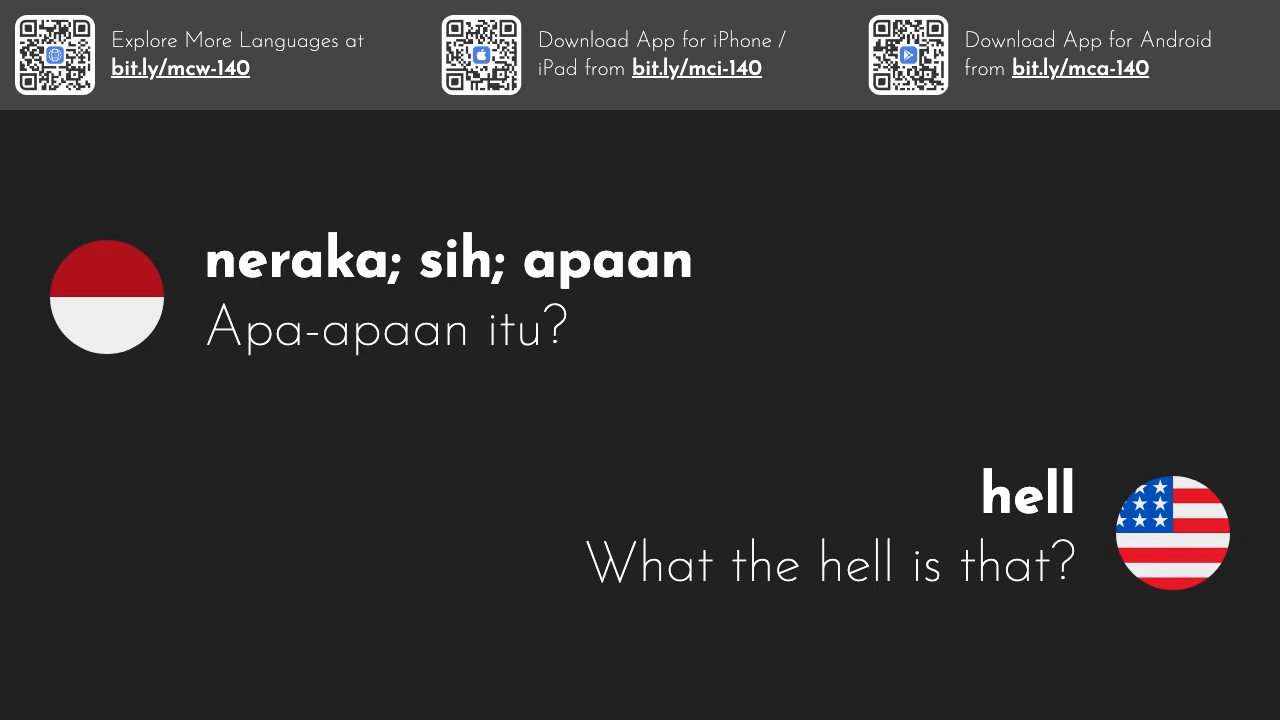 Explore More Languages at
bit.ly/mcw-140
Download App for iPhone /
iPad from bit.ly/mci-140
Download App for Android
from bit.ly/mca-140
neraka; sih; apaan
Apa-apaan itu?
hell
What the hell is that?